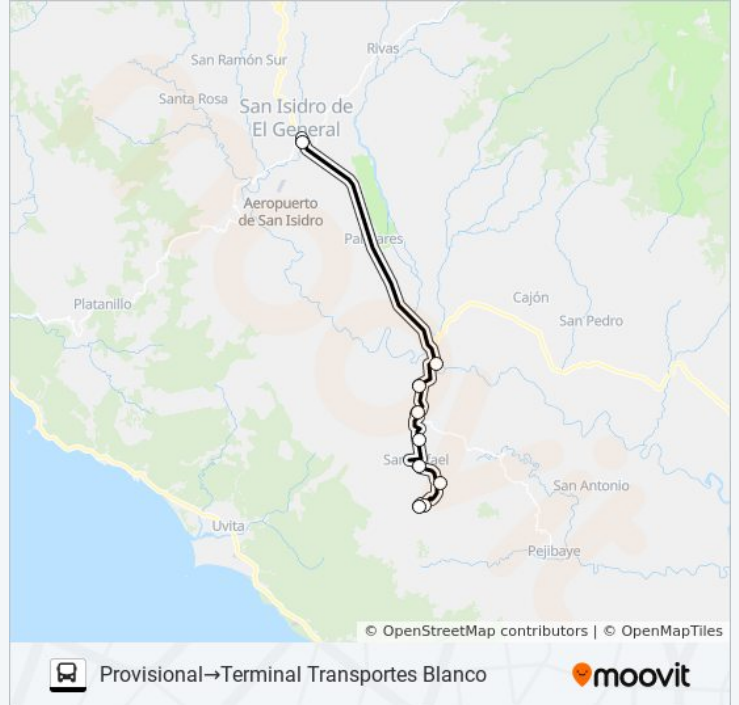 Rivas
San Ramón Sur
Santa Rosa
San Isidro de
El General
Aeropuerto
de San Isidro
Platanillo
Cajón
San Pedro
San Antonio
Uvita
Pejibaye
© OpenStreetMap contributors | © OpenMapTiles
Provisional→Terminal Transportes Blanco
moovit